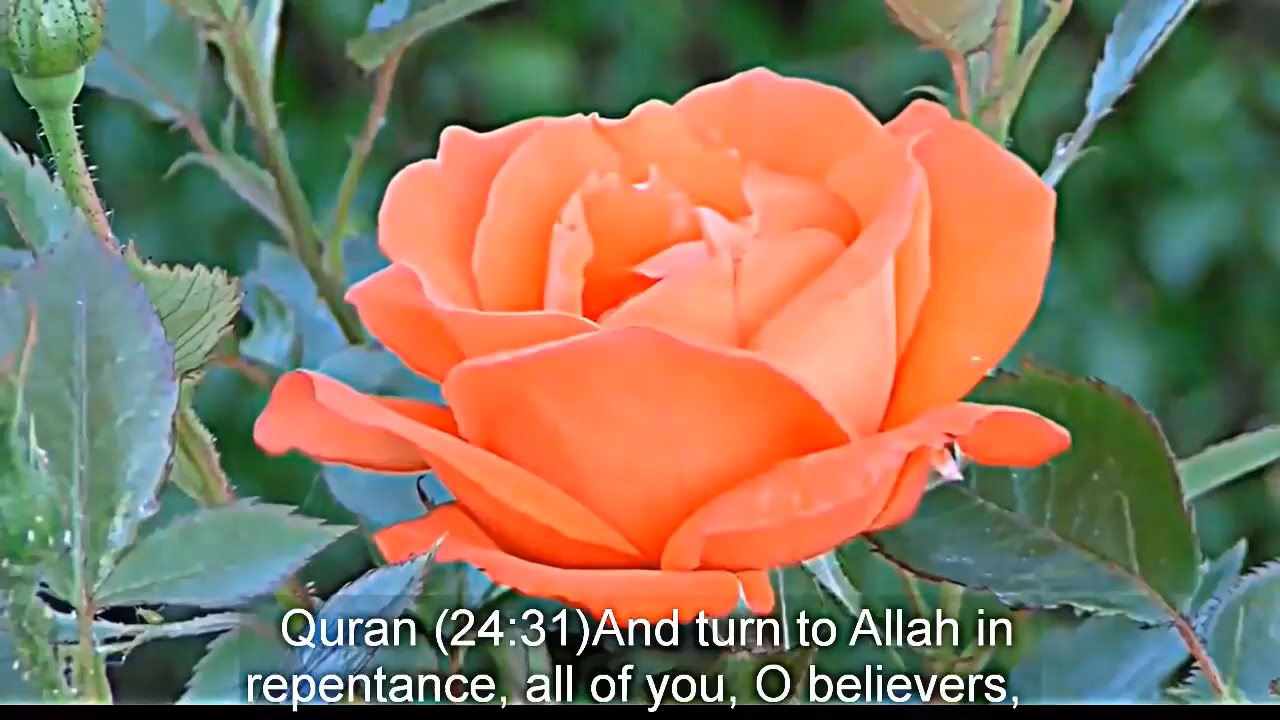 Quran (24:31)And turn to Allah in
repentance, all of you, O believers,